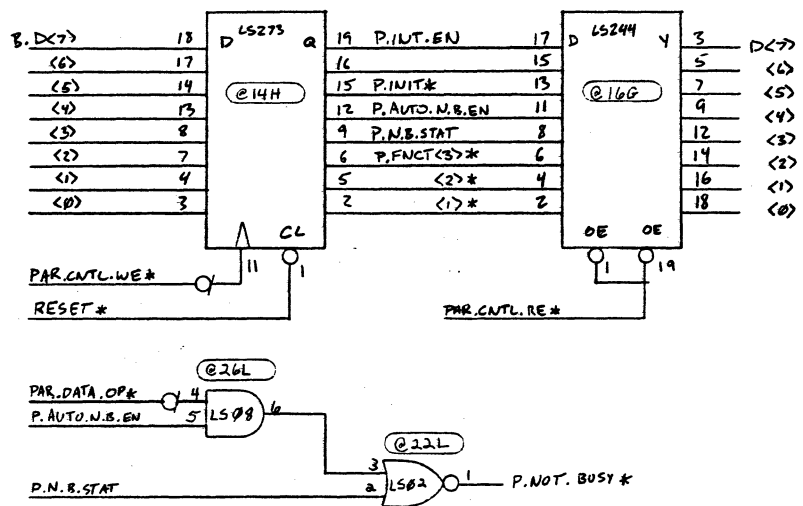 LS273 LS244
B.D<7> 18 D Q 19 P.INT.EN 17 D Y 3 D<7>
<6> 17 16 15 5 <6>
<5> 14 @14H 15 P.INIT* 13 @16G 7 <5>
<4> 13 12 P.AUTO.N.B.EN 11 9 <4>
<3> 8 9 P.N.B.STAT 8 12 <3>
<2> 7 6 P.FNCT<3>* 6 14 <2>
<1> 4 5 <2>* 4 16 <1>
<0> 3 2 <1>* 2 18 <0>
CL OE OE
11 1 1 19
PAR.CNTL.WE*
RESET* PAR.CNTL.RE*
@26L
PAR.DATA.OP* 4
P.AUTO.N.B.EN 5 LS08 6
@22L
3
P.N.B.STAT 2 LS02 1 P.NOT.BUSY*